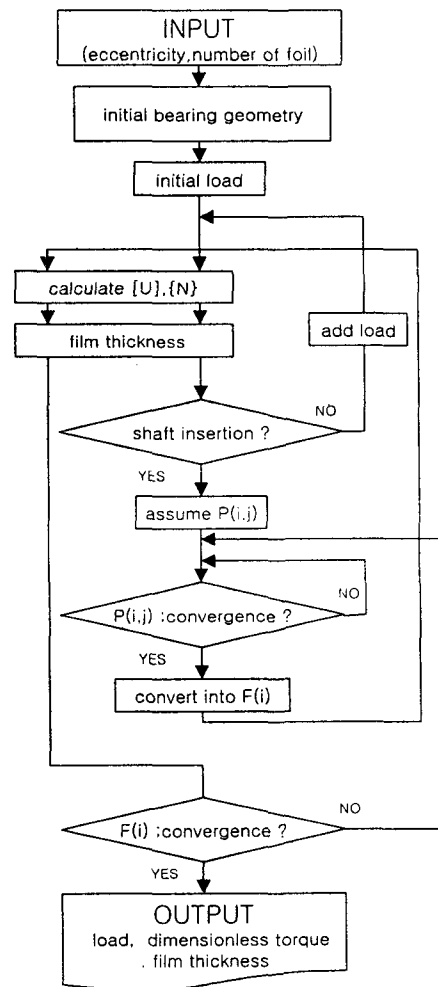 INPUT
(eccentricity,number of foil)
initial bearing geometry
initial load
calculate [U],{N}
add load
film thickness
NO
shaft insertion ?
YES
assume P(i,j)
NO
P(i,j) :convergence ?
YES
convert into F(i)
NO
F(i) :convergence ?
YES
OUTPUT
load, dimensionless torque
. film thickness